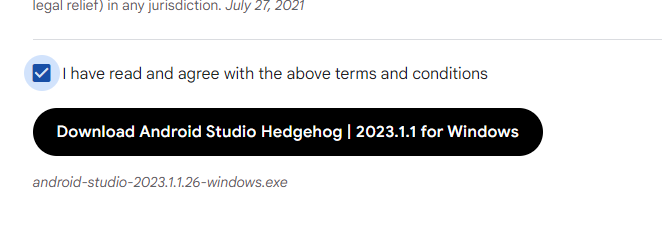 legal relief) in any jurisdiction. July 27, 2021
I have read and agree with the above terms and conditions
Download Android Studio Hedgehog | 2023.1.1 for Windows
android-studio-2023.1.1.26-windows.exe